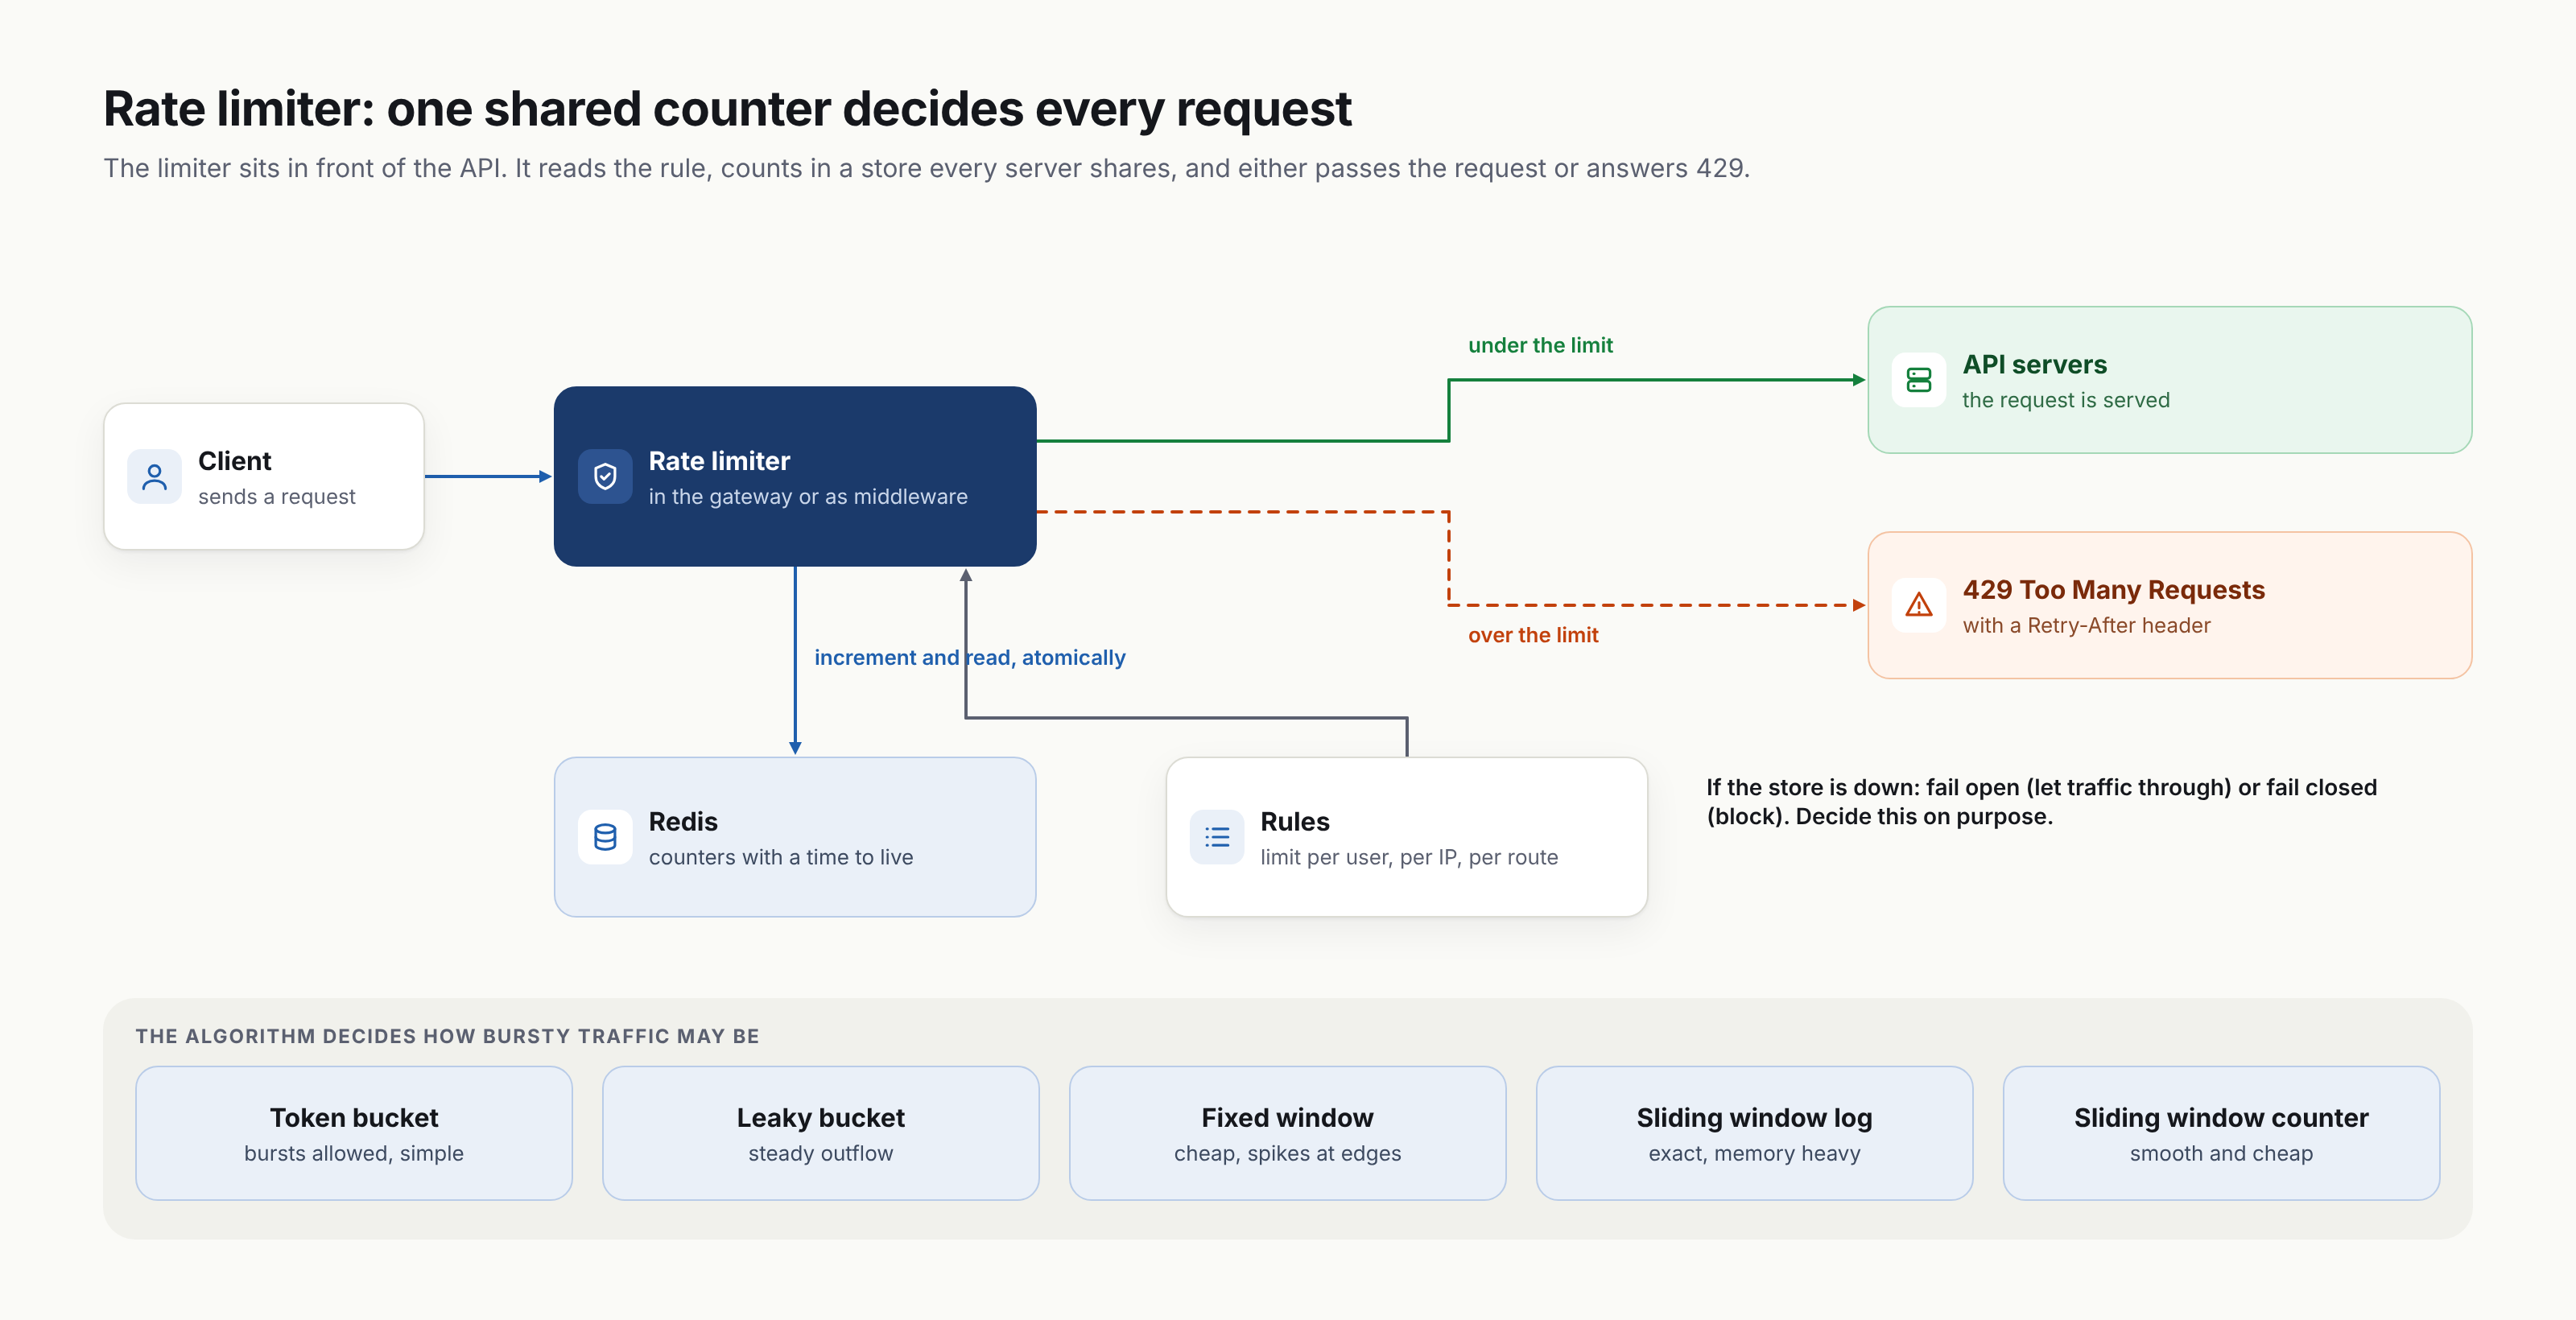 Rate limiter: one shared counter decides every request
The limiter sits in front of the API. It reads the rule, counts in a store every server shares, and either passes the request or answers 429.
under the limit
API servers
the request is served
Client
sends a request
Rate limiter
in the gateway or as middleware
429 Too Many Requests
with a Retry-After header
over the limit
increment and read, atomically
Redis
counters with a time to live
Rules
limit per user, per IP, per route
If the store is down: fail open (let traffic through) or fail closed
(block). Decide this on purpose.
THE ALGORITHM DECIDES HOW BURSTY TRAFFIC MAY BE
Token bucket
bursts allowed, simple
Leaky bucket
steady outflow
Fixed window
cheap, spikes at edges
Sliding window log
exact, memory heavy
Sliding window counter
smooth and cheap